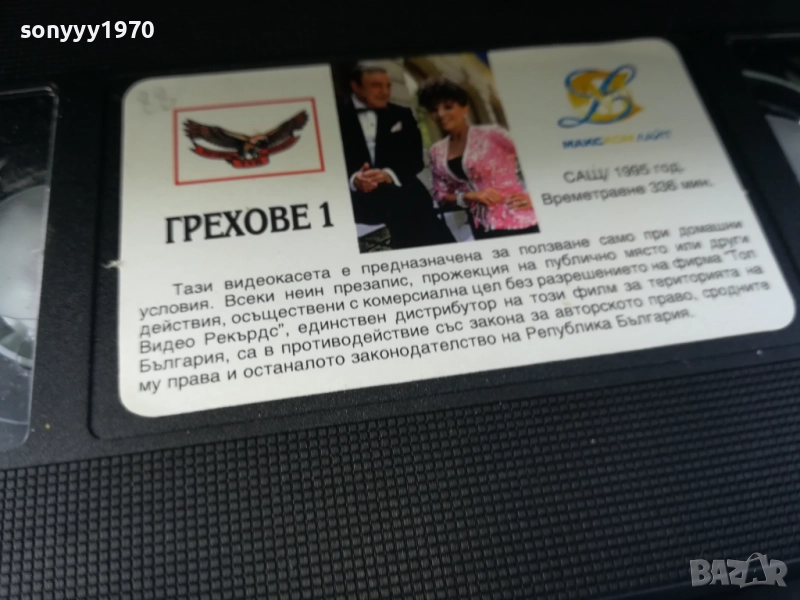 sonyyy1970
ГРЕХОВЕ 1
САЩ/ 1995 год.
Времетраене 336 мин.
Тази видеокасета е предназначена за ползване само при домашни
условия. Всеки неин презапис, прожекция на публично място или други
действия, осъществени с комерсиална цел без разрешението на фирма "Топ
Видео Рекърдс", единствен дистрибутор на този филм за територията на
България, са в противодействие със закона за авторското право, сродните
му права и останалото законодателство на Република България.
BAZAR